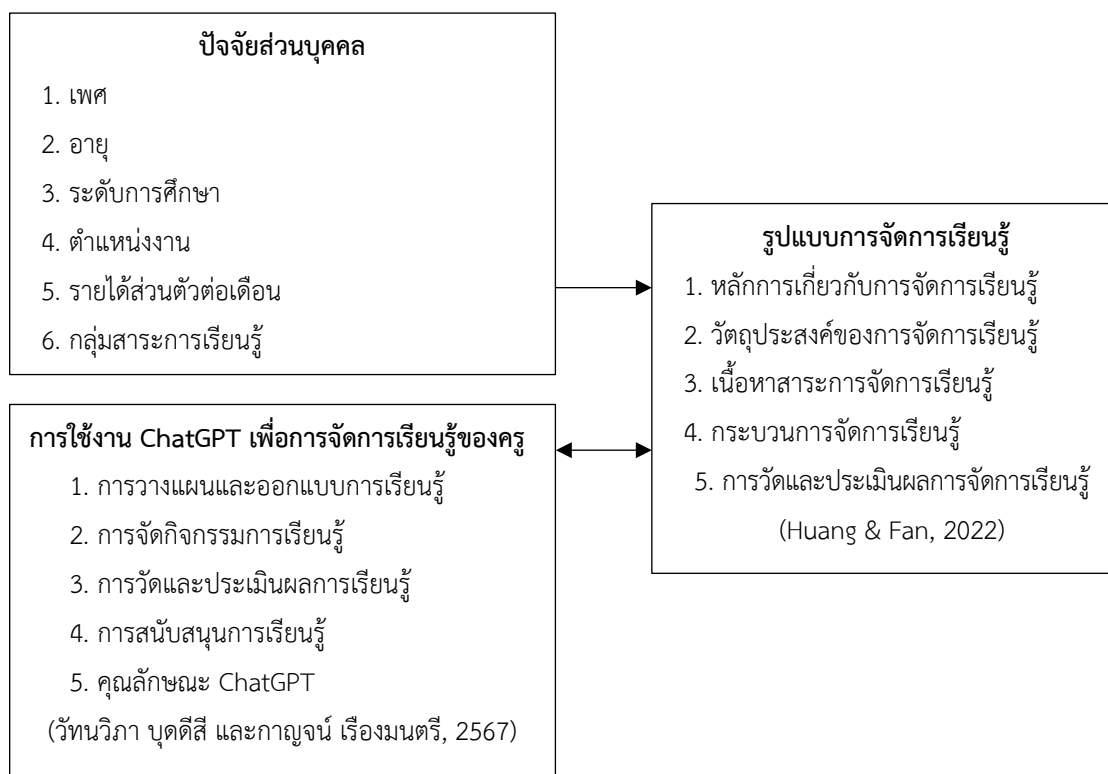 ปัจจัยส่วนบุคคล
1. เพศ
2. อายุ
3. ระดับการศึกษา
4. ตำแหน่งงาน
5. รายได้ส่วนตัวต่อเดือน
6. กลุ่มสาระการเรียนรู้
การใช้งาน ChatGPT เพื่อการจัดการเรียนรู้ของครู
1. การวางแผนและออกแบบการเรียนรู้
2. การจัดกิจกรรมการเรียนรู้
3. การวัดและประเมินผลการเรียนรู้
4. การสนับสนุนการเรียนรู้
5. คุณลักษณะ ChatGPT
(วัทนวิภา บุดดีสี และกาญจน์ เรืองมนตรี, 2567)
รูปแบบการจัดการเรียนรู้
1. หลักการเกี่ยวกับการจัดการเรียนรู้
2. วัตถุประสงค์ของการจัดการเรียนรู้
3. เนื้อหาสาระการจัดการเรียนรู้
4. กระบวนการจัดการเรียนรู้
5. การวัดและประเมินผลการจัดการเรียนรู้
(Huang & Fan, 2022)